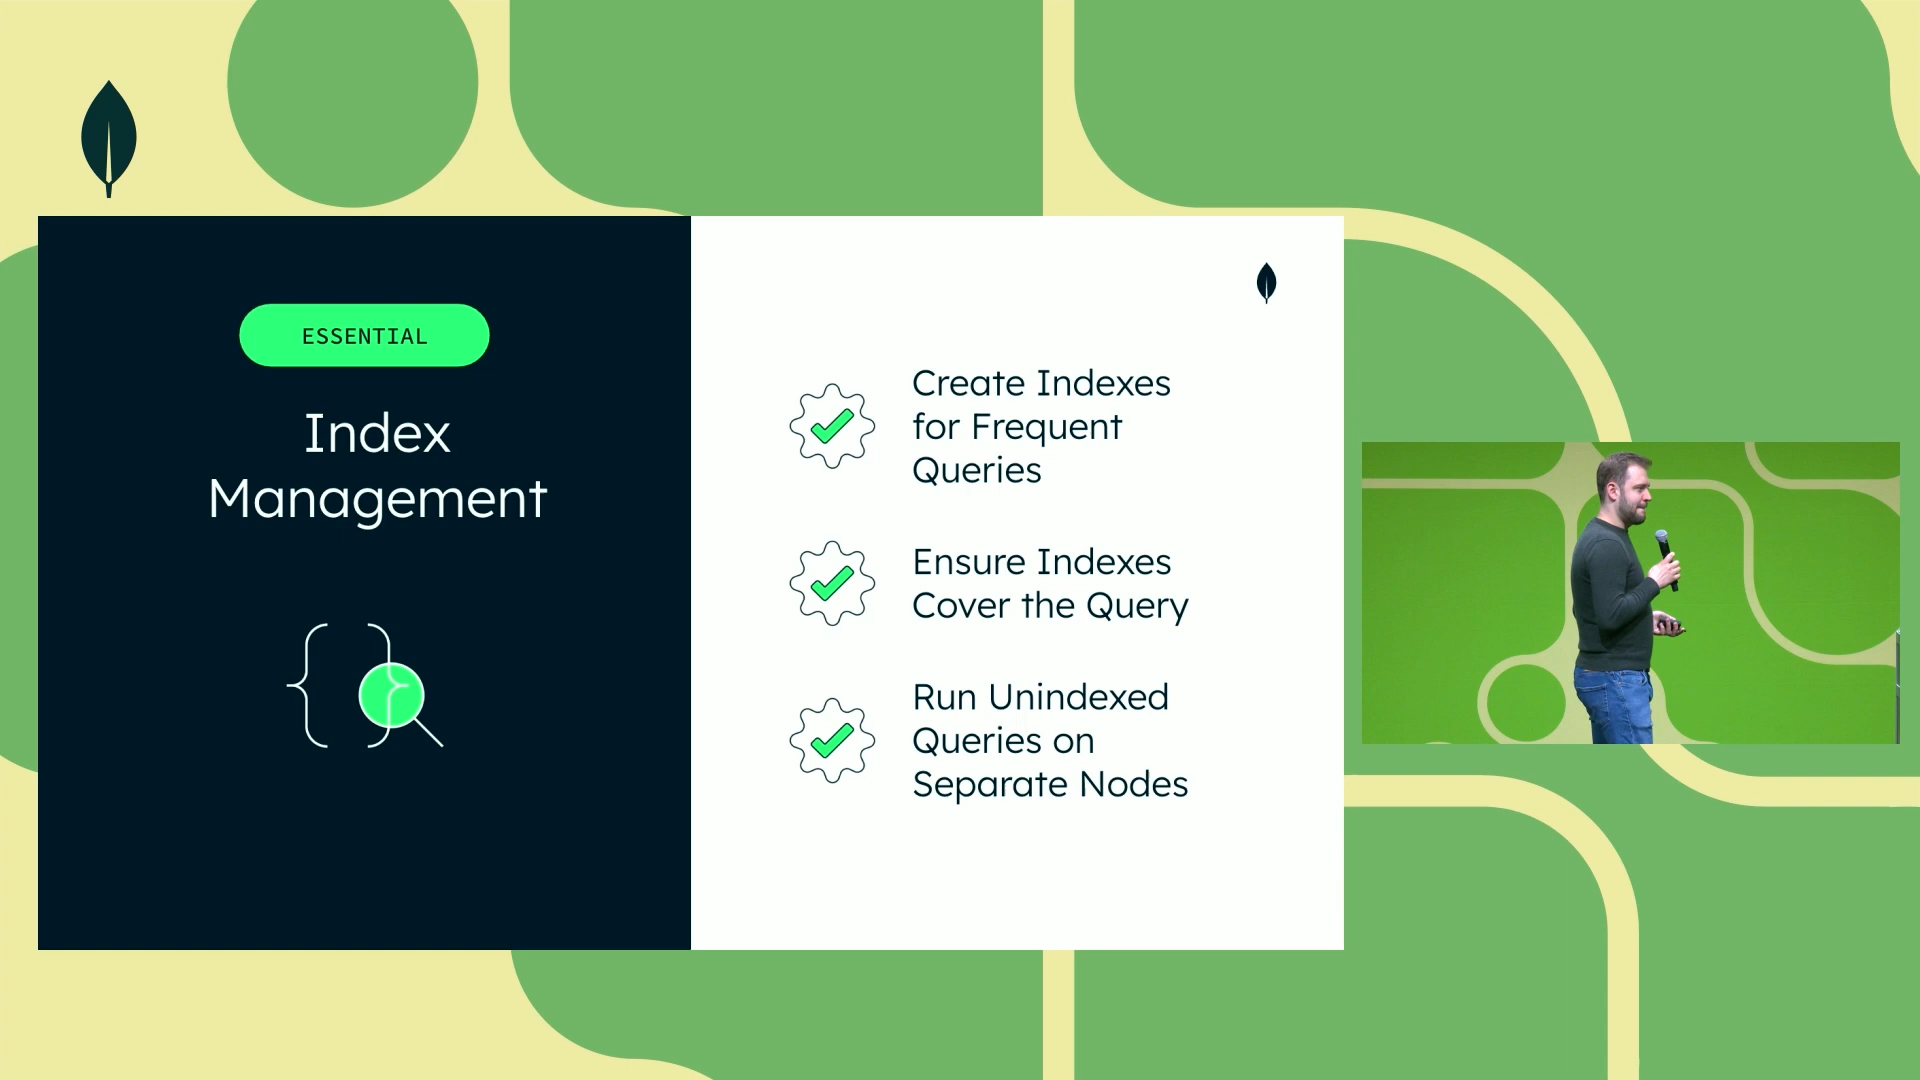 ESSENTIAL
Index
Management
Create Indexes
for Frequent
Queries
Ensure Indexes
Cover the Query
Run Unindexed
Queries on
Separate Nodes